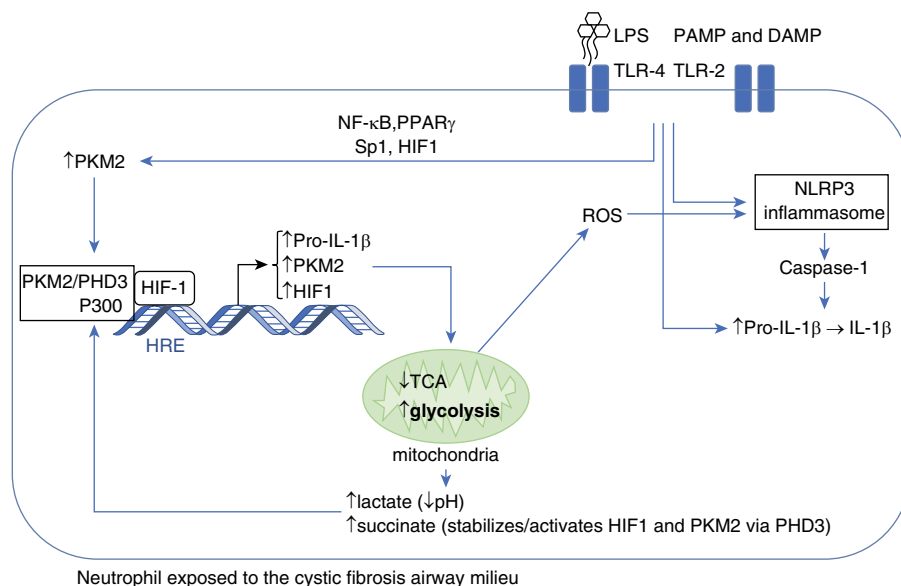 LPS
PAMP and DAMP
TLR-4 TLR-2
NF-κB,PPARγ
Sp1, HIF1
↑PKM2
NLRP3
inflammasome
ROS
↑Pro-IL-1β
↑PKM2
↑HIF1
Caspase-1
PKM2/PHD3
P300
HIF-1
HRE
↑Pro-IL-1β → IL-1β
↓TCA
↑glycolysis
mitochondria
↑lactate (↓pH)
↑succinate (stabilizes/activates HIF1 and PKM2 via PHD3)
Neutrophil exposed to the cystic fibrosis airway milieu